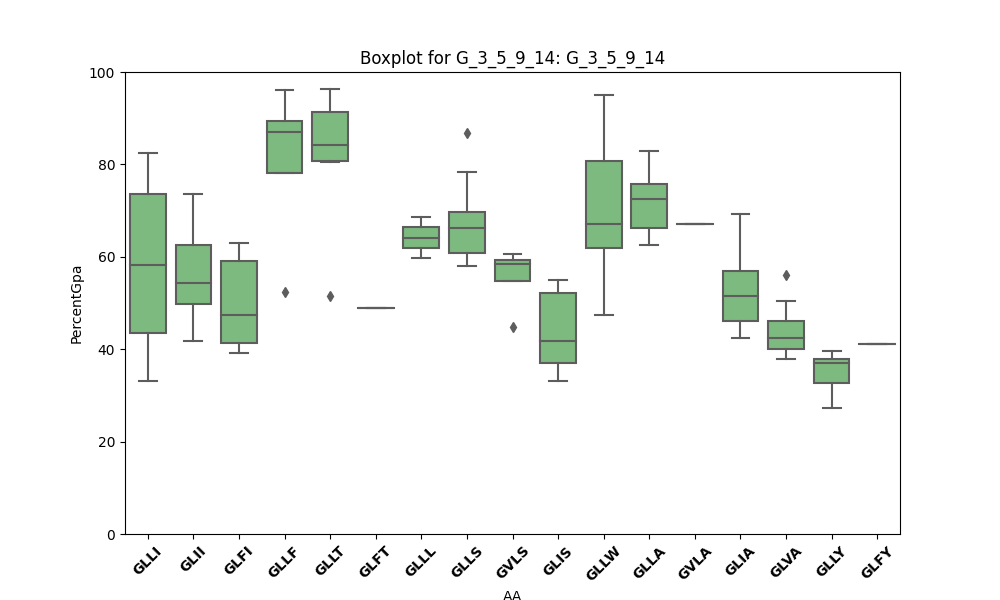 Boxplot for G_3_5_9_14: G_3_5_9_14
PercentGpa
100
80
60
40
20
0
GLLI
GLII
GLFI
GLLF
GLLT
GLFT
GLLL
GLLS
GVLS
GLIS
GLLW
GLLA
GVLA
GLIA
GLVA
GLLY
GLFY
AA